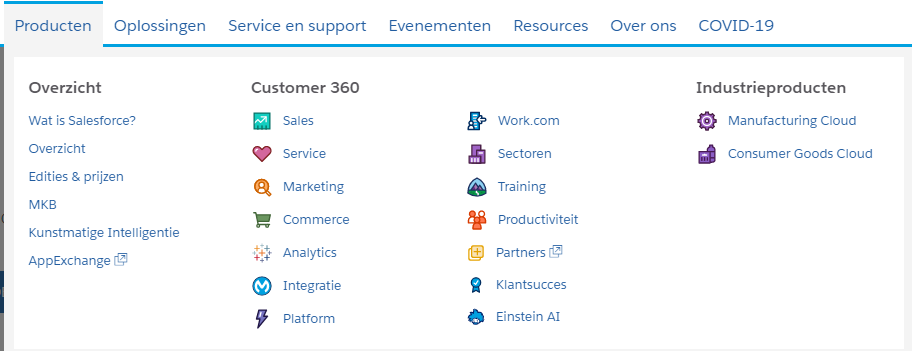 Producten Oplossingen Service en support Evenementen Resources Over ons COVID-19
Overzicht
Wat is Salesforce?
Overzicht
Edities & prijzen
MKB
Kunstmatige Intelligentie
AppExchange
Customer 360
Sales
Service
Marketing
Commerce
Analytics
Integratie
Platform
Work.com
Sectoren
Training
Productiviteit
Partners
Klantsucces
Einstein AI
Industrieproducten
Manufacturing Cloud
Consumer Goods Cloud